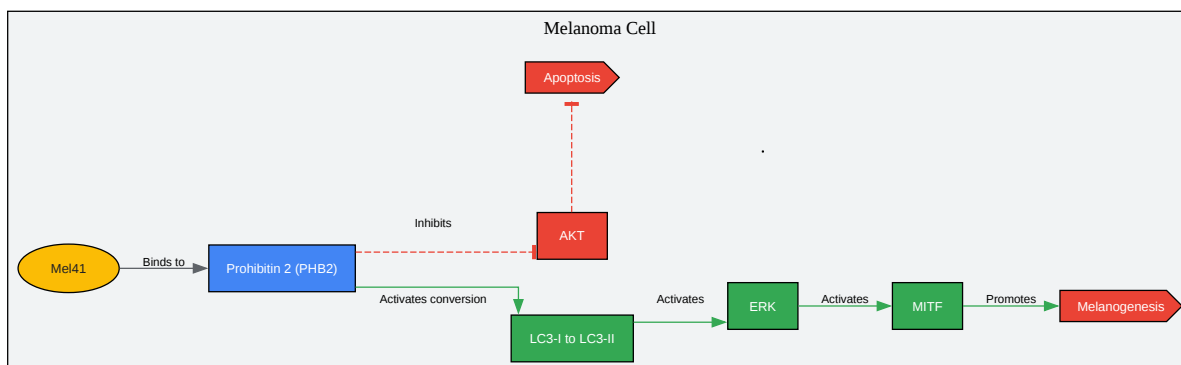 Melanoma Cell
Apoptosis
Inhibits
AKT
Mel41
Binds to
Prohibitin 2 (PHB2)
Activates conversion
LC3-I to LC3-II
Activates
ERK
Activates
MITF
Promotes
Melanogenesis